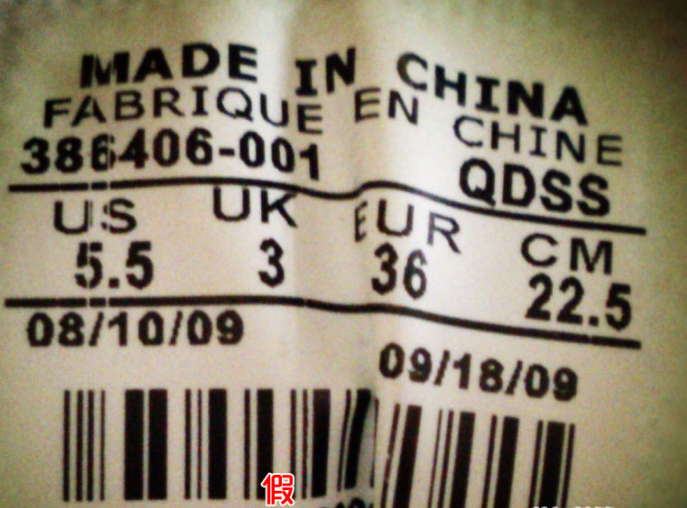 MADE IN CHINA
FABRIQUE EN CHINE
386406-001 QDSS
US UK EUR CM
5.5 3 36 22.5
08/10/09 09/18/09
假